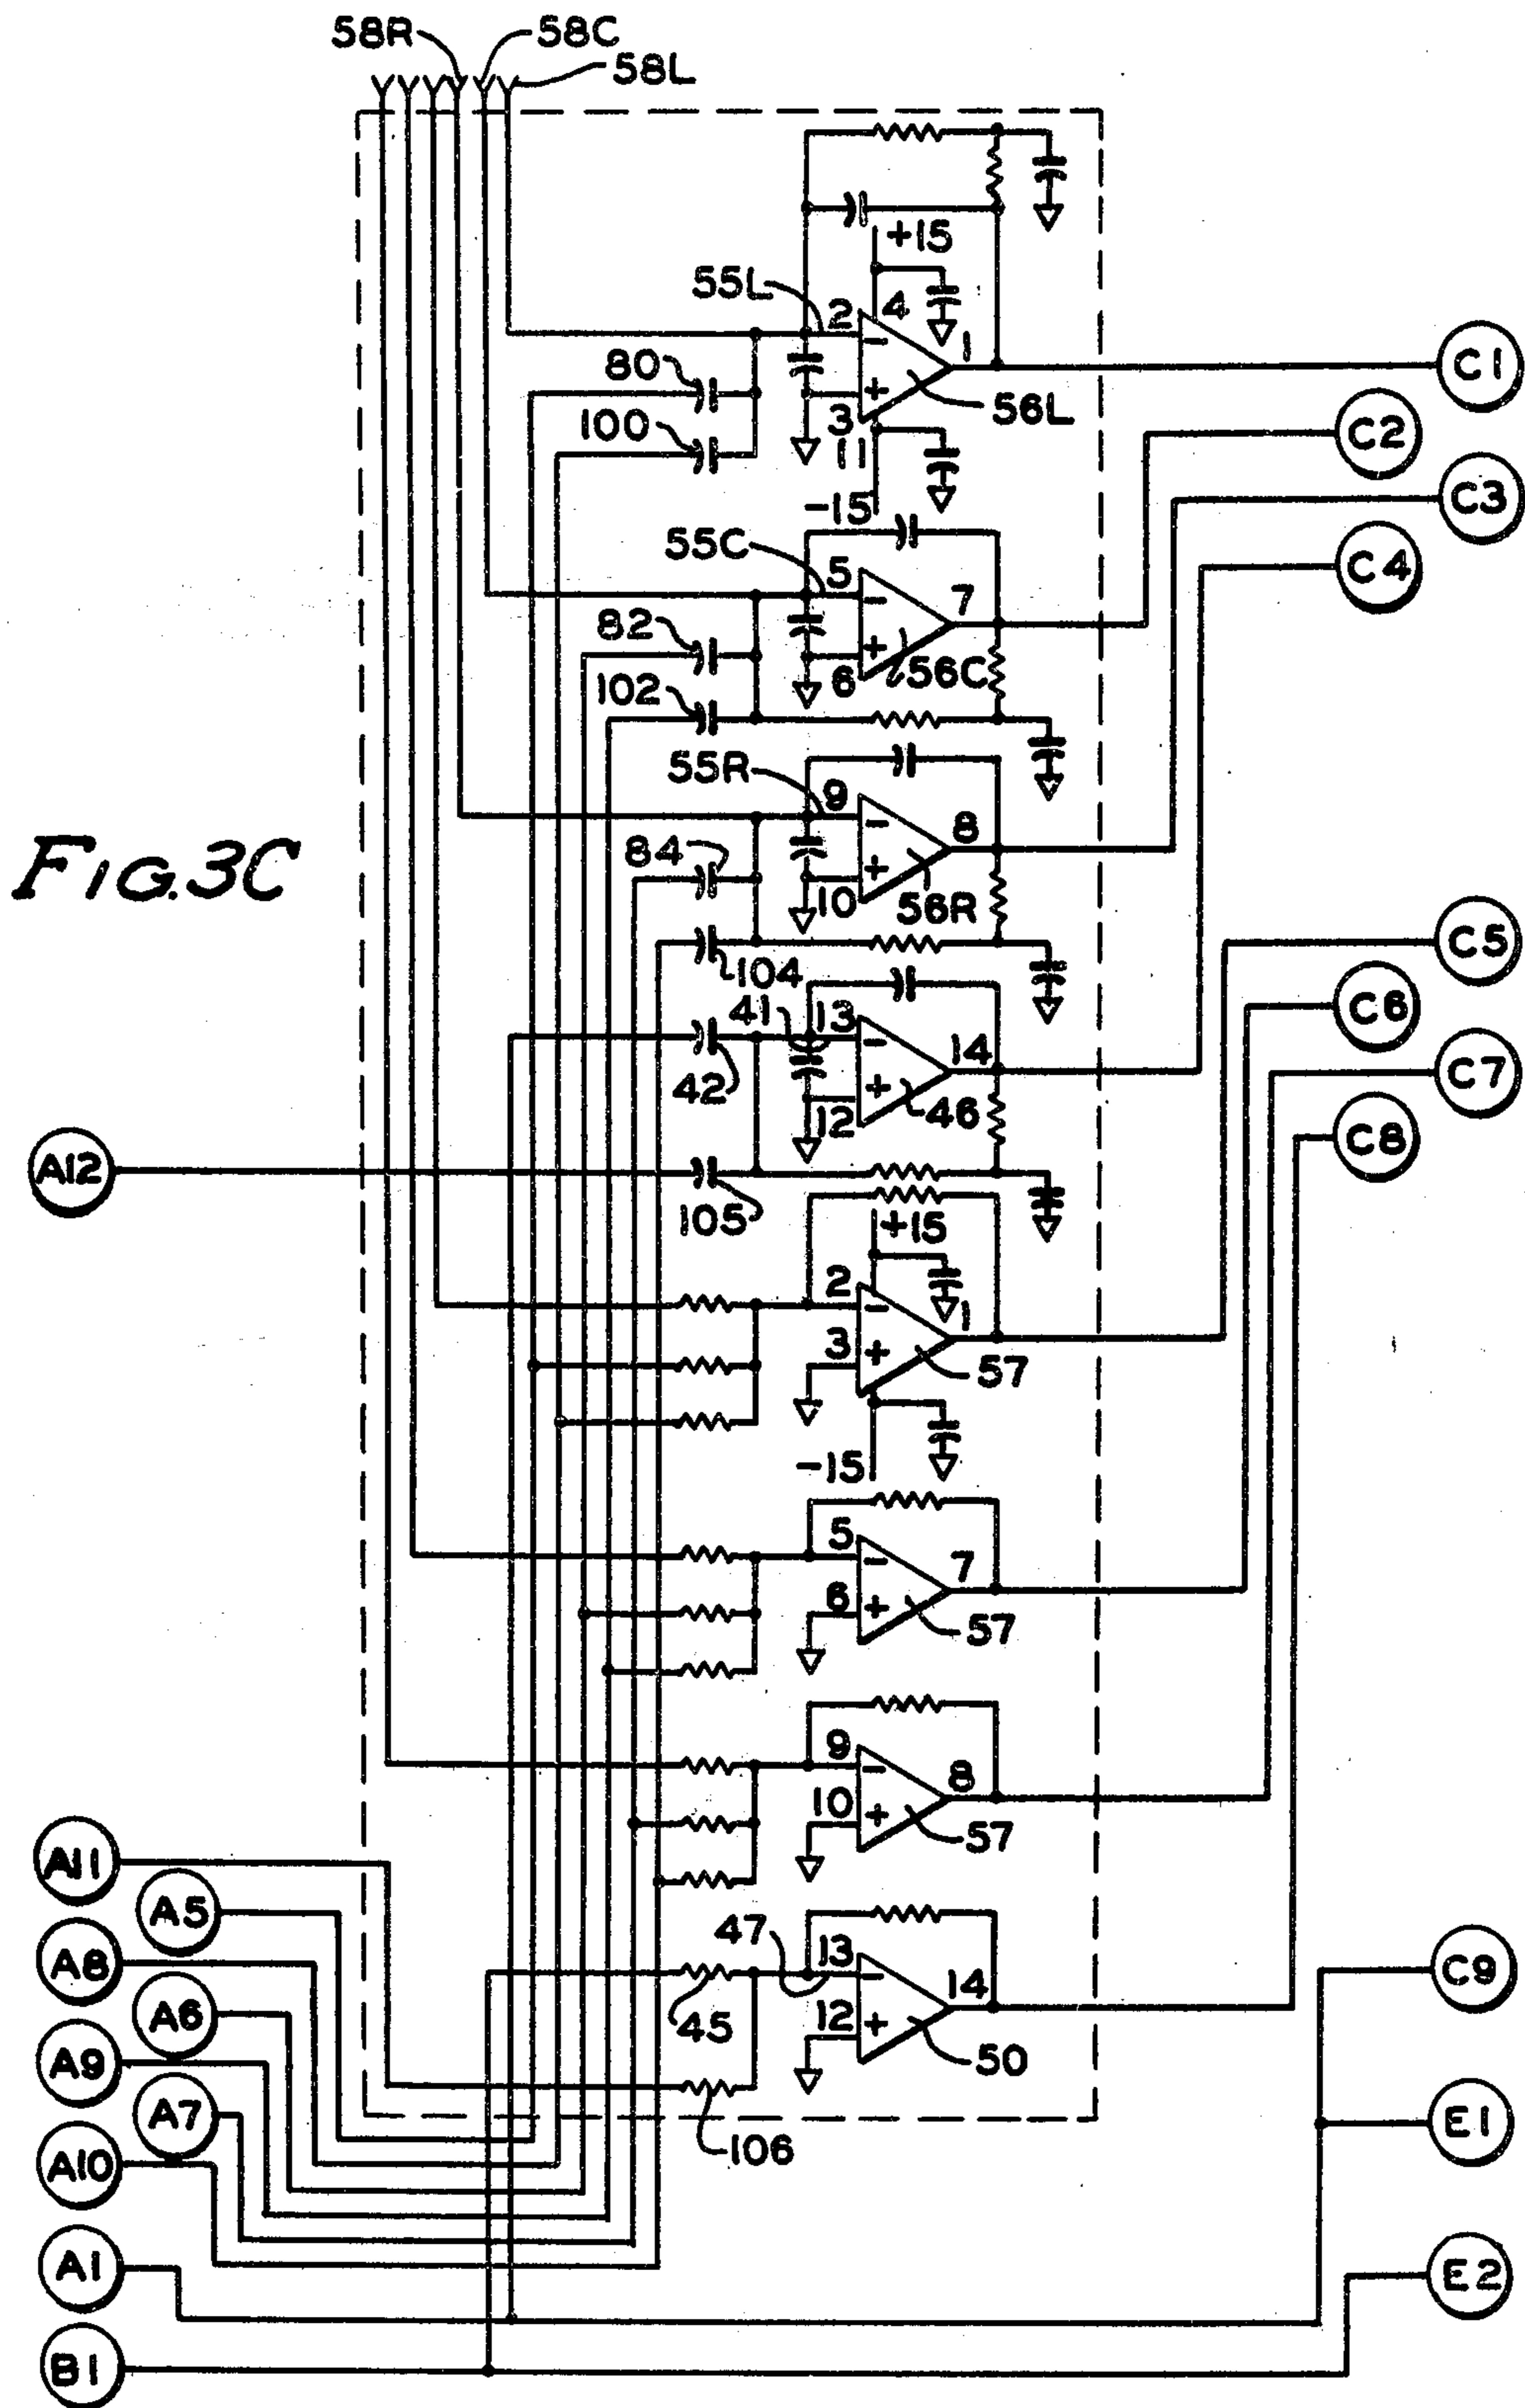 58R 58C
58L
+15
55L 2 4 1 C1
80
56L
3
100 11 C2
-15 C3
55C 5 C4
7
82
6 56C
102
55R 9
8
FIG. 3C
84
10 56R C5
104
41 13 C6
14 C7
42 46
12 C8
A12
105 +15
2 1
3 57
-15
5 7
6 57
9 8
10 57
A11
A5
47 13
A8 14 C9
A6 12
45
A9 50
A7 E1
106
A10
A1 E2
B1